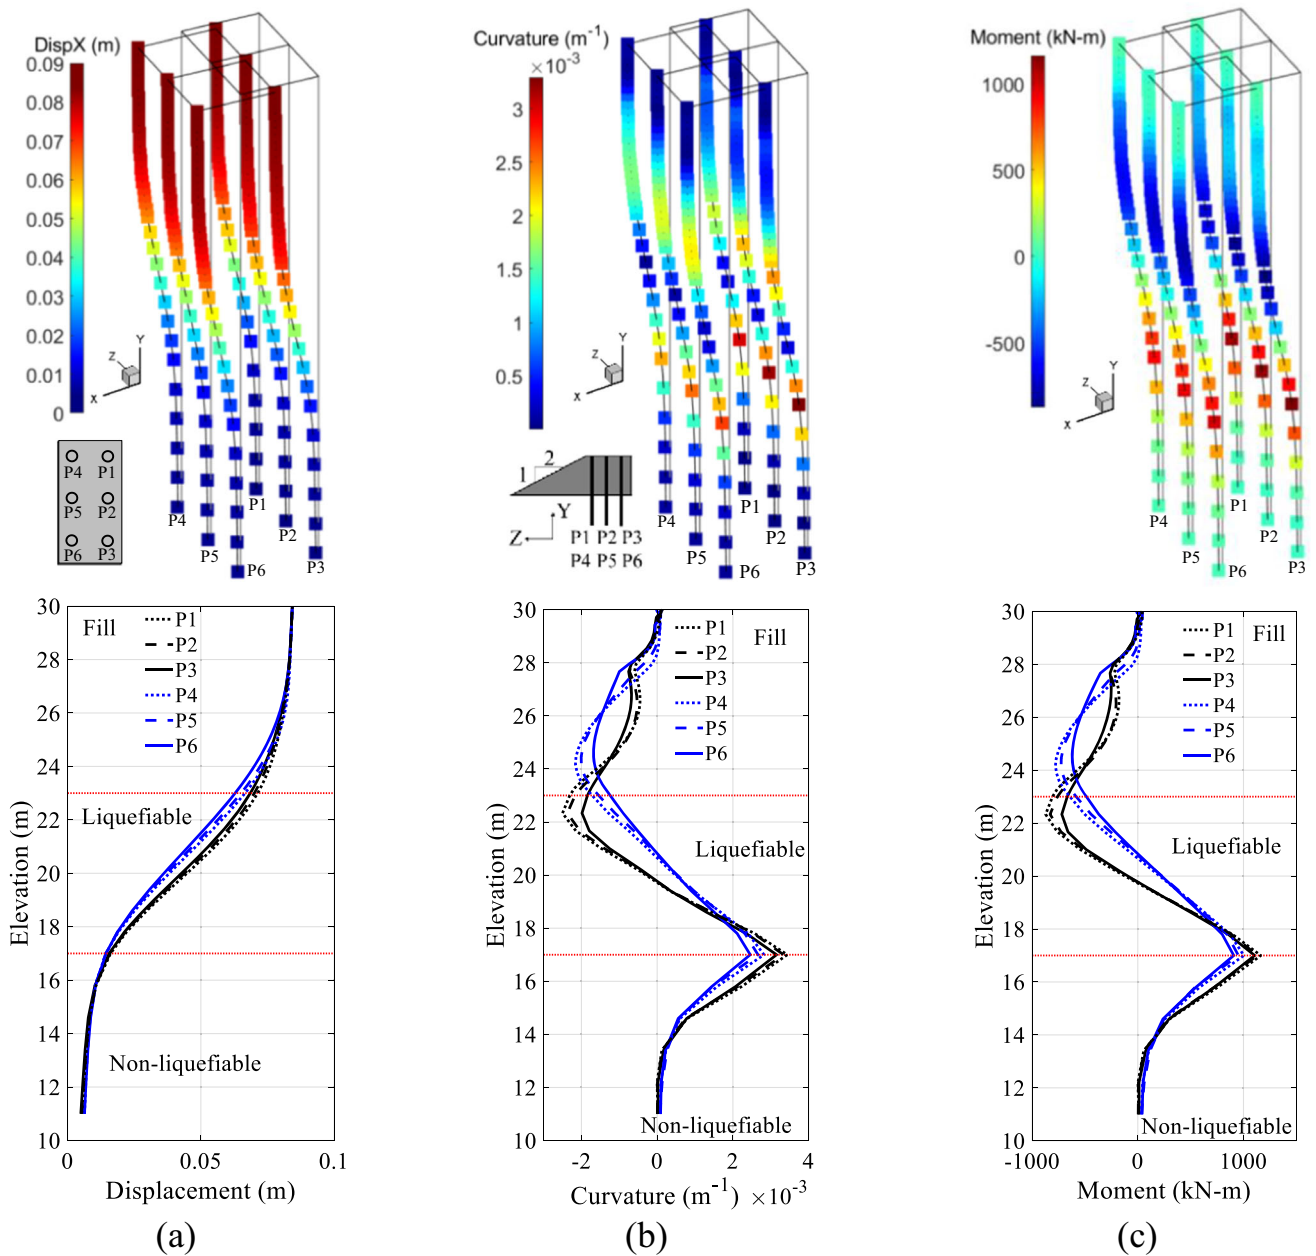 DispX (m)
0.09
0.08
0.07
0.06
0.05
0.04
0.03
0.02
0.01
0
Y
Z
X
P4 P1
P5 P2
P6 P3
P4
P5
P6
P1
P2
P3
Curvature (m⁻¹)
×10⁻³
3
2.5
2
1.5
1
0.5
Y
Z
X
2
1
Y
Z
P1 P2 P3
P4 P5 P6
P4
P5
P6
P1
P2
P3
Moment (kN-m)
1000
500
0
-500
Y
Z
X
P4
P5
P6
P1
P2
P3
30
28
26
24
22
20
18
16
14
12
10
Elevation (m)
Fill
P1
P2
P3
P4
P5
P6
Liquefiable
Non-liquefiable
0 0.05 0.1
Displacement (m)
(a)
30
28
26
24
22
20
18
16
14
12
10
Elevation (m)
P1
P2
P3
P4
P5
P6
Fill
Liquefiable
Non-liquefiable
-2 0 2 4
Curvature (m⁻¹) ×10⁻³
(b)
30
28
26
24
22
20
18
16
14
12
10
Elevation (m)
P1
P2
P3
P4
P5
P6
Fill
Liquefiable
Non-liquefiable
-1000 0 1000
Moment (kN-m)
(c)